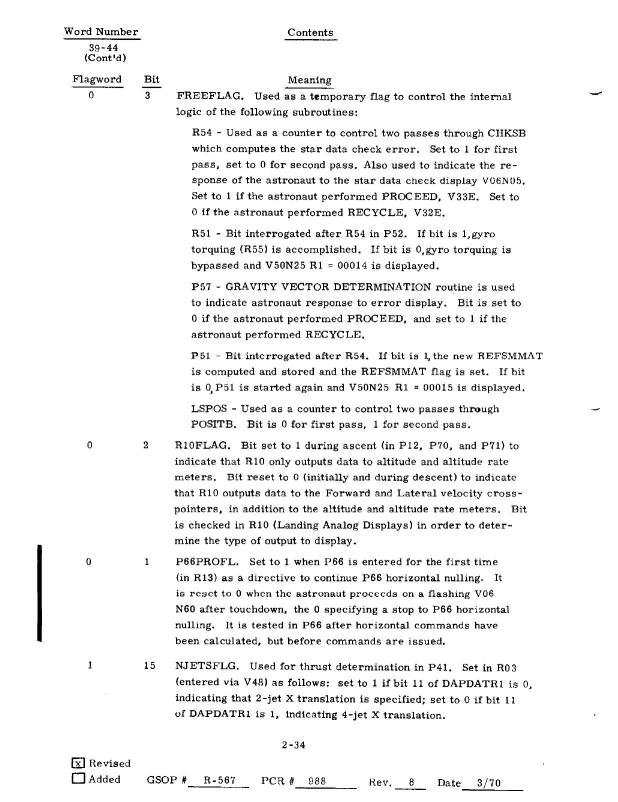 Word Number Contents
39-44
(Cont'd)
Flagword Bit Meaning
0 3 FREEFLAG. Used as a temporary flag to control the internal
logic of the following subroutines:
R54 - Used as a counter to control two passes through CHKSB
which computes the star data check error. Set to 1 for first
pass, set to 0 for second pass. Also used to indicate the re-
sponse of the astronaut to the star data check display V06N05.
Set to 1 if the astronaut performed PROCEED, V33E. Set to
0 if the astronaut performed RECYCLE, V32E.
R51 - Bit interrogated after R54 in P52. If bit is 1, gyro
torquing (R55) is accomplished. If bit is 0, gyro torquing is
bypassed and V50N25 R1 = 00014 is displayed.
P57 - GRAVITY VECTOR DETERMINATION routine is used
to indicate astronaut response to error display. Bit is set to
0 if the astronaut performed PROCEED, and set to 1 if the
astronaut performed RECYCLE.
P51 - Bit interrogated after R54. If bit is 1, the new REFSMMAT
is computed and stored and the REFSMMAT flag is set. If bit
is 0, P51 is started again and V50N25 R1 = 00015 is displayed.
LSPOS - Used as a counter to control two passes through
POSITB. Bit is 0 for first pass, 1 for second pass.
0 2 R10FLAG. Bit set to 1 during ascent (in P12, P70, and P71) to
indicate that R10 only outputs data to altitude and altitude rate
meters. Bit reset to 0 (initially and during descent) to indicate
that R10 outputs data to the Forward and Lateral velocity cross-
pointers, in addition to the altitude and altitude rate meters. Bit
is checked in R10 (Landing Analog Displays) in order to deter-
mine the type of output to display.
0 1 P66PROFL. Set to 1 when P66 is entered for the first time
(in R13) as a directive to continue P66 horizontal nulling. It
is reset to 0 when the astronaut proceeds on a flashing V06
N60 after touchdown, the 0 specifying a stop to P66 horizontal
nulling. It is tested in P66 after horizontal commands have
been calculated, but before commands are issued.
1 15 NJETSFLG. Used for thrust determination in P41. Set in R03
(entered via V48) as follows: set to 1 if bit 11 of DAPDATR1 is 0,
indicating that 2-jet X translation is specified; set to 0 if bit 11
of DAPDATR1 is 1, indicating 4-jet X translation.
2-34
x Revised
Added GSOP # R-567 PCR # 988 Rev. 8 Date 3/70